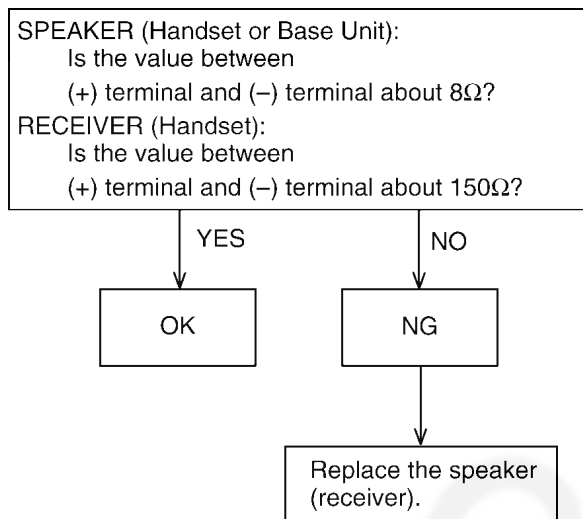 SPEAKER (Handset or Base Unit):
Is the value between
(+) terminal and (–) terminal about 8Ω?
RECEIVER (Handset):
Is the value between
(+) terminal and (–) terminal about 150Ω?
YES
NO
OK
NG
Replace the speaker
(receiver).